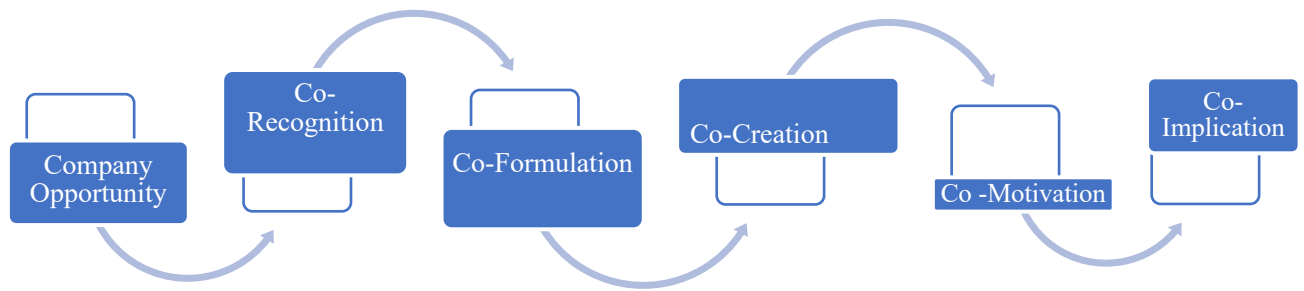 Company
Opportunity
Co-
Recognition
Co-Formulation
Co-Creation
Co -Motivation
Co-
Implication